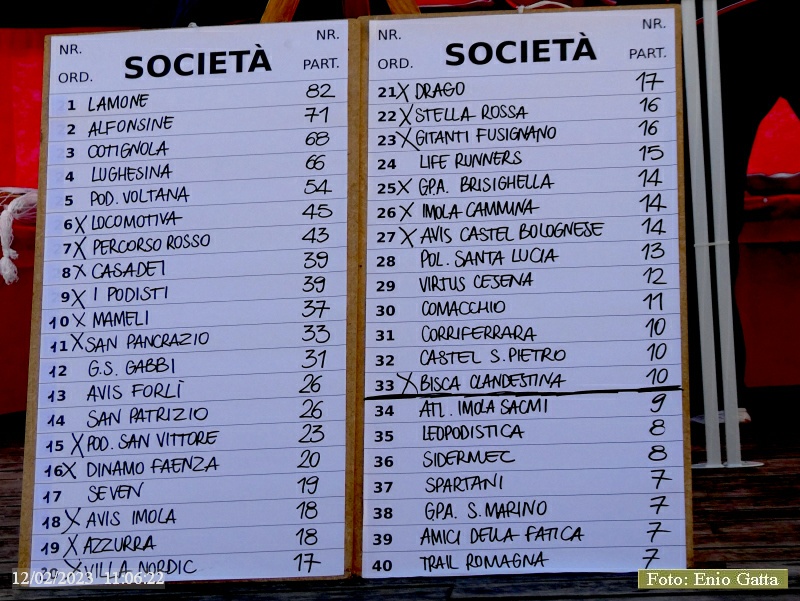 NR. NR.
SOCIETÀ
ORD. PART.
1 LAMONE 82
2 ALFONSINE 71
3 COTIGNOLA 68
4 LUGHESINA 66
5 POD. VOLTANA 54
6 X LOCOMOTIVA 45
7 X PERCORSO ROSSO 43
8 X CASADEI 39
9 X I PODISTI 39
10 X MAMELI 37
11 X SAN PANCRAZIO 33
12 G.S. GABBI 31
13 AVIS FORLÌ 26
14 SAN PATRIZIO 26
15 X POD. SAN VITTORE 23
16 X DINAMO FAENZA 20
17 SEVEN 19
18 X AVIS IMOLA 18
19 X AZZURRA 18
20 X VILLA NORDIC 17
NR. NR.
SOCIETÀ
ORD. PART.
21 X DRAGO 17
22 X STELLA ROSSA 16
23 X GITANTI FUSIGNANO 16
24 LIFE RUNNERS 15
25 X GPA. BRISIGHELLA 14
26 X IMOLA CAMMINA 14
27 X AVIS CASTEL BOLOGNESE 14
28 POL. SANTA LUCIA 13
29 VIRTUS CESENA 12
30 COMACCHIO 11
31 CORRIFERRARA 10
32 CASTEL S. PIETRO 10
33 X BISCA CLANDESTINA 10
34 ATL. IMOLA SACMI 9
35 LEOPODISTICA 8
36 SIDERMEC 8
37 SPARTANI 7
38 GPA. S. MARINO 7
39 AMICI DELLA FATICA 7
40 TRAIL ROMAGNA 7
12/02/2023 11:06:22
Foto: Enio Gatta